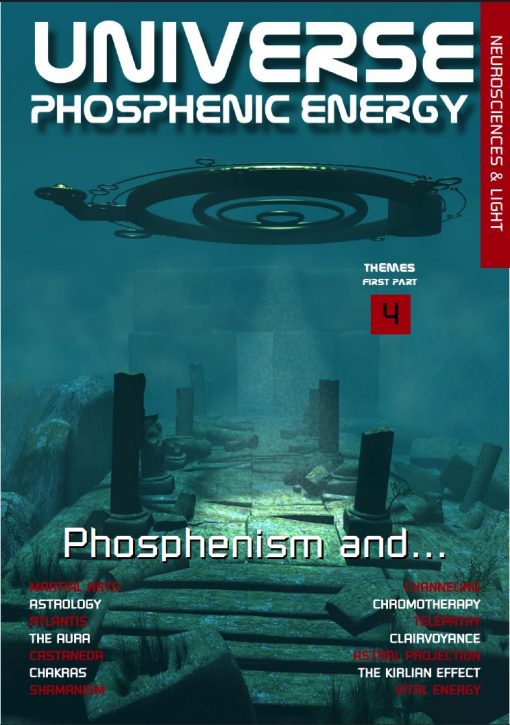 UNIVERSE
PHOSPHENIC ENERGY
NEUROSCIENCES & LIGHT
THEMES
FIRST PART
4
Phosphenism and...
MARTIAL ARTS
ASTROLOGY
ATLANTIS
THE AURA
CASTANEDA
CHAKRAS
SHAMANISM
CHANNELING
CHROMOTHERAPY
TELEPATHY
CLAIRVOYANCE
ASTRAL PROJECTION
THE KIRLIAN EFFECT
VITAL ENERGY